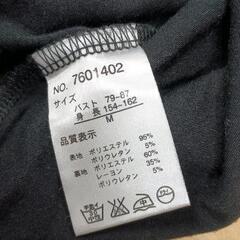 NO. 7601402
サイズ
バスト 79-87
身長 154-162
M
品質表示
表地 ポリエステル 95%
ポリウレタン 5%
裏地 ポリエステル 60%
レーヨン 35%
ポリウレタン 5%